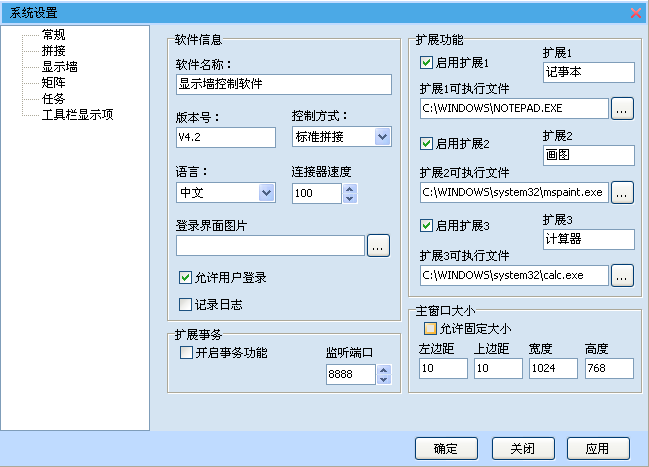 系统设置
常规
拼接
显示墙
矩阵
任务
工具栏显示项
软件信息
软件名称：
显示墙控制软件
版本号：
控制方式：
V4.2
标准拼接
语言：
连接器速度
中文
100
登录界面图片
...
允许用户登录
记录日志
扩展事务
开启事务功能
监听端口
8888
扩展功能
启用扩展1
扩展1
记事本
扩展1可执行文件
C:\WINDOWS\NOTEPAD.EXE
...
启用扩展2
扩展2
画图
扩展2可执行文件
C:\WINDOWS\system32\mspaint.exe
...
启用扩展3
扩展3
计算器
扩展3可执行文件
C:\WINDOWS\system32\calc.exe
...
主窗口大小
允许固定大小
左边距
上边距
宽度
高度
10
10
1024
768
确定
关闭
应用